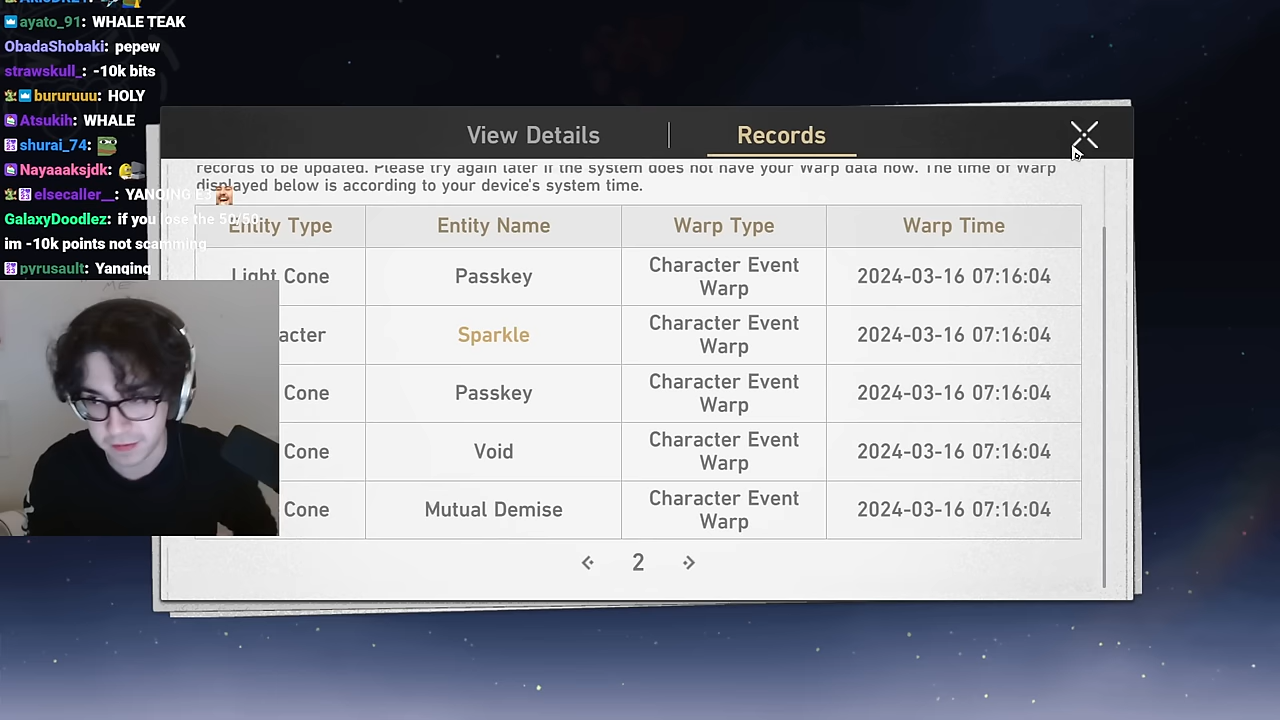 ayato_91: WHALE TEAK
ObadaShobaki: pepew
strawskull_: -10k bits
bururuuu: HOLY
Atsukih: WHALE
shurai_74:
Nayaaaksjdk:
elsecaller__: YANQING E3
GalaxyDoodlez: if you lose the 50/50
im -10k points not scamming
pyrusault: Yanqing
View Details
Records
records to be updated. Please try again later if the system does not have your Warp data now. The time of Warp
displayed below is according to your device's system time.
Entity Type Entity Name Warp Type Warp Time
Light Cone Passkey Character Event Warp 2024-03-16 07:16:04
acter Sparkle Character Event Warp 2024-03-16 07:16:04
Cone Passkey Character Event Warp 2024-03-16 07:16:04
Cone Void Character Event Warp 2024-03-16 07:16:04
Cone Mutual Demise Character Event Warp 2024-03-16 07:16:04
2